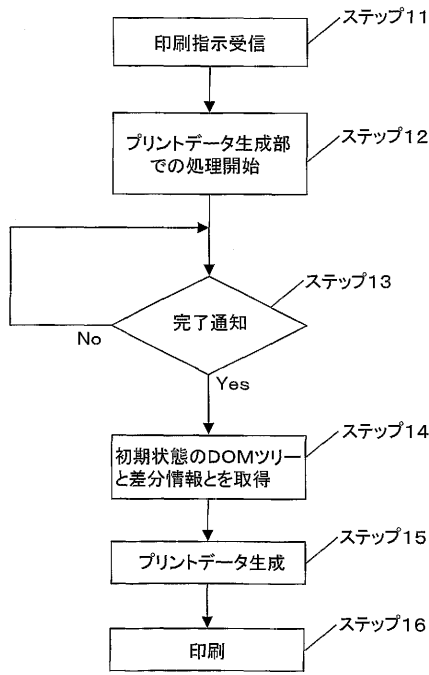 ステップ11
印刷指示受信
ステップ12
プリントデータ生成部
での処理開始
ステップ13
完了通知
No
Yes
ステップ14
初期状態のDOMツリー
と差分情報とを取得
ステップ15
プリントデータ生成
ステップ16
印刷